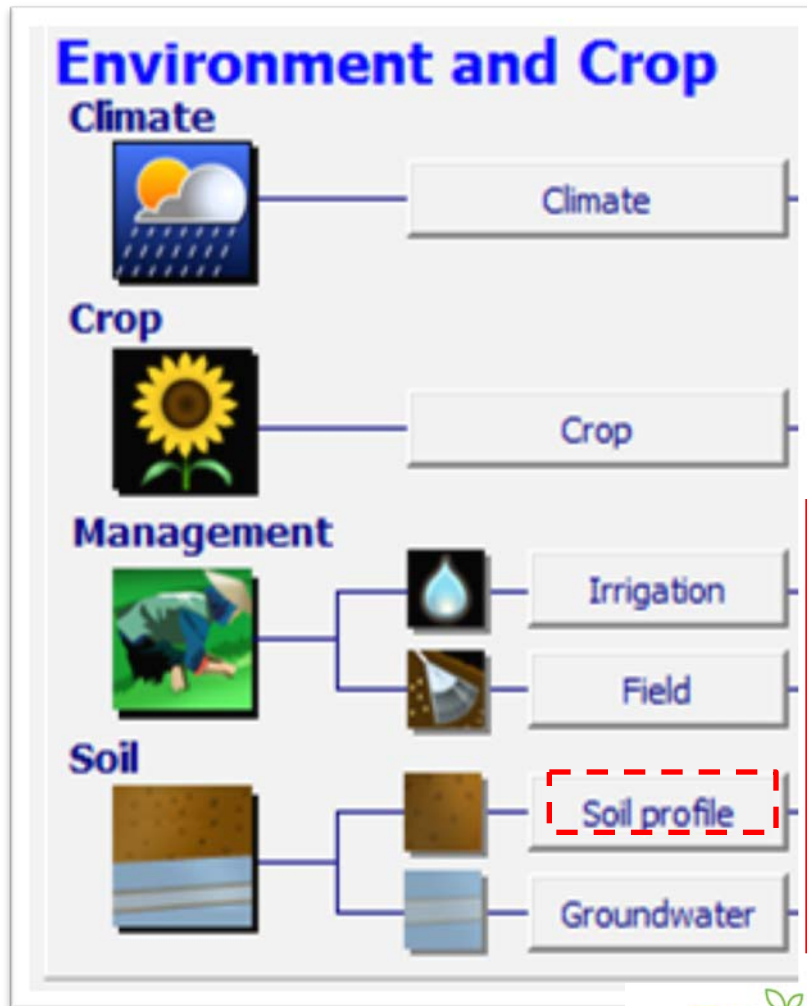 Environment and Crop
Climate
Climate
Crop
Crop
Management
Irrigation
Field
Soil
Soil profile
Groundwater